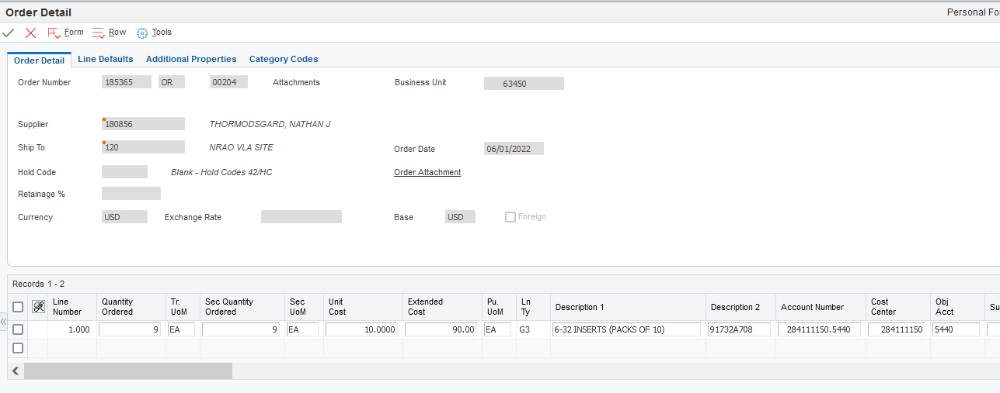 Order Detail
Personal Fo
Form Row Tools
Order Detail Line Defaults Additional Properties Category Codes
Order Number 185365 OR 00204 Attachments Business Unit 63450
Supplier 180856 THORMODSGARD, NATHAN J
Ship To 120 NRAO VLA SITE Order Date 06/01/2022
Hold Code Blank - Hold Codes 42/HC Order Attachment
Retainage %
Currency USD Exchange Rate Base USD Foreign
Records 1 - 2
Line Number Quantity Ordered Tr. UoM Sec Quantity Ordered Sec UoM Unit Cost Extended Cost Pu. UoM Ln Ty Description 1 Description 2 Account Number Cost Center Obj Acct Su
1.000 9 EA 9 EA 10.0000 90.00 EA G3 6-32 INSERTS (PACKS OF 10) 91732A708 284111150.5440 284111150 5440